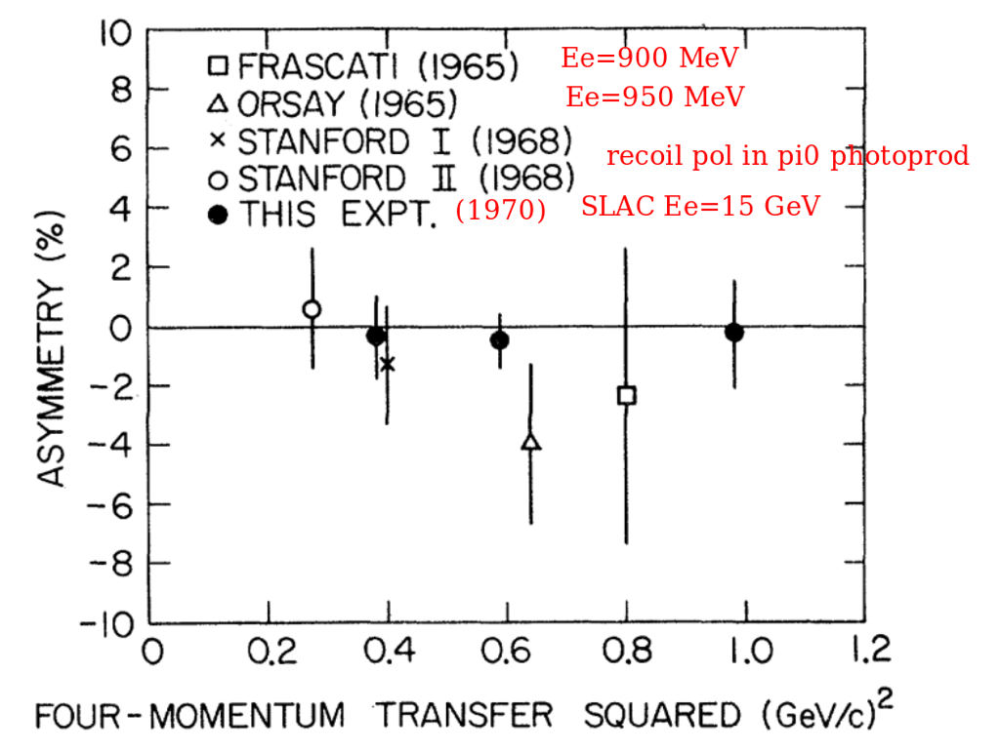 10
8
6
4
2
0
-2
-4
-6
-8
-10
ASYMMETRY (%)
FRASCATI (1965) Ee=900 MeV
ORSAY (1965) Ee=950 MeV
STANFORD I (1968)
recoil pol in pi0 photoprod
STANFORD II (1968)
THIS EXPT. (1970) SLAC Ee=15 GeV
0 0.2 0.4 0.6 0.8 1.0 1.2
FOUR-MOMENTUM TRANSFER SQUARED (GeV/c)²